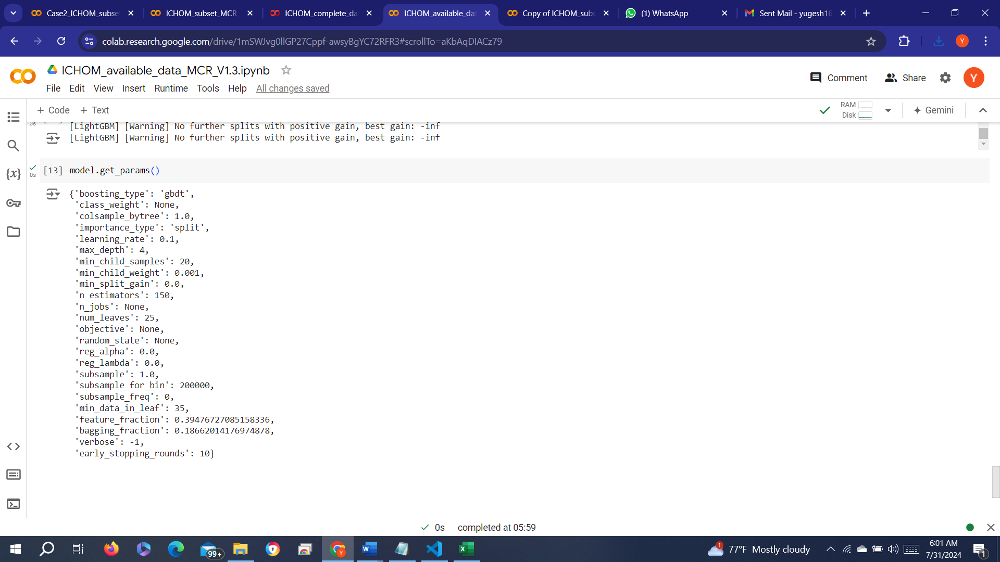 Case2_ICHOM_subse
ICHOM_subset_MCR_
ICHOM_complete_da
ICHOM_available_dat
Copy of ICHOM_subs
(1) WhatsApp
Sent Mail - yugesh16
colab.research.google.com/drive/1mSWJvg0llGP27Cppf-awsyBgYC72RFR3#scrollTo=aKbAqDIACz79
Y
ICHOM_available_data_MCR_V1.3.ipynb
File Edit View Insert Runtime Tools Help All changes saved
Comment
Share
Y
+ Code + Text
RAM
Disk
Gemini
3s
[LightGBM] [Warning] No further splits with positive gain, best gain: -inf
[LightGBM] [Warning] No further splits with positive gain, best gain: -inf
0s
[13] model.get_params()
{'boosting_type': 'gbdt',
'class_weight': None,
'colsample_bytree': 1.0,
'importance_type': 'split',
'learning_rate': 0.1,
'max_depth': 4,
'min_child_samples': 20,
'min_child_weight': 0.001,
'min_split_gain': 0.0,
'n_estimators': 150,
'n_jobs': None,
'num_leaves': 25,
'objective': None,
'random_state': None,
'reg_alpha': 0.0,
'reg_lambda': 0.0,
'subsample': 1.0,
'subsample_for_bin': 200000,
'subsample_freq': 0,
'min_data_in_leaf': 35,
'feature_fraction': 0.39476727085158336,
'bagging_fraction': 0.18662014176974878,
'verbose': -1,
'early_stopping_rounds': 10}
{x}
0s completed at 05:59
99+
1
77°F Mostly cloudy
6:01 AM
7/31/2024
1